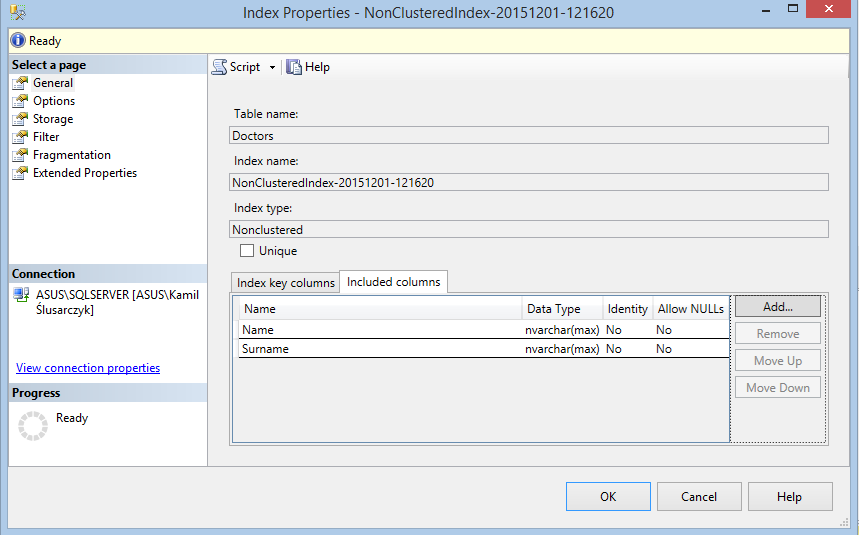 Index Properties - NonClusteredIndex-20151201-121620
Ready
Select a page
General
Options
Storage
Filter
Fragmentation
Extended Properties
Connection
ASUS\SQLSERVER [ASUS\Kamil
Ślusarczyk]
View connection properties
Progress
Ready
Script Help
Table name:
Doctors
Index name:
NonClusteredIndex-20151201-121620
Index type:
Nonclustered
Unique
Index key columns Included columns
Name Data Type Identity Allow NULLs
Name nvarchar(max) No No
Surname nvarchar(max) No No
Add...
Remove
Move Up
Move Down
OK Cancel Help